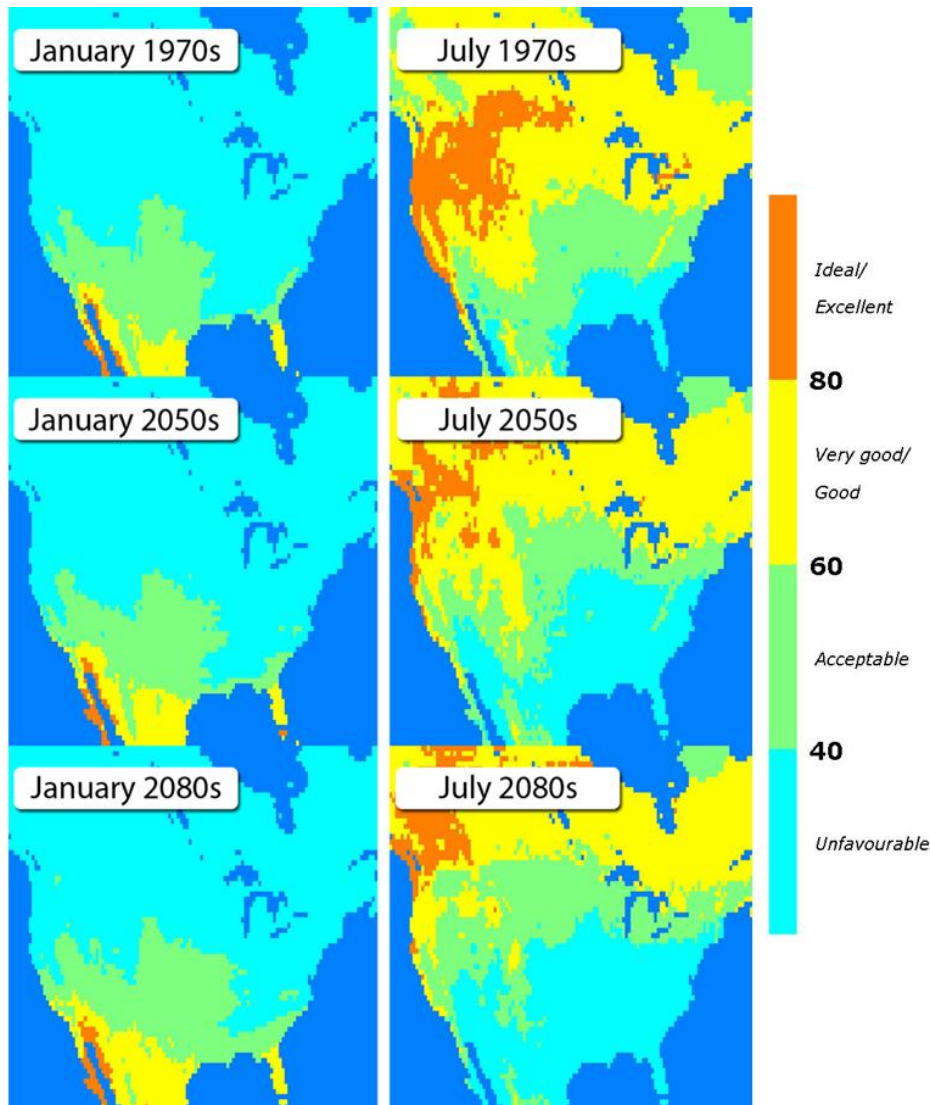 January 1970s
July 1970s
January 2050s
July 2050s
January 2080s
July 2080s
Ideal/
Excellent
80
Very good/
Good
60
Acceptable
40
Unfavourable